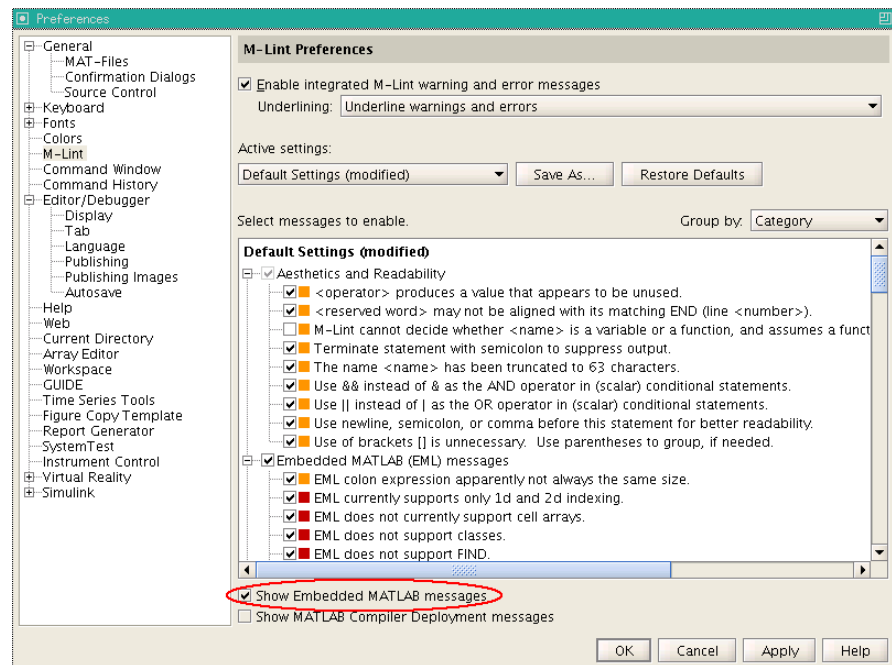 Preferences
General
MAT-Files
Confirmation Dialogs
Source Control
Keyboard
Fonts
Colors
M-Lint
Command Window
Command History
Editor/Debugger
Display
Tab
Language
Publishing
Publishing Images
Autosave
Help
Web
Current Directory
Array Editor
Workspace
GUIDE
Time Series Tools
Figure Copy Template
Report Generator
SystemTest
Instrument Control
Virtual Reality
Simulink
M-Lint Preferences
Enable integrated M-Lint warning and error messages
Underlining: Underline warnings and errors
Active settings:
Default Settings (modified) Save As... Restore Defaults
Select messages to enable. Group by: Category
Default Settings (modified)
Aesthetics and Readability
<operator> produces a value that appears to be unused.
<reserved word> may not be aligned with its matching END (line <number>).
M-Lint cannot decide whether <name> is a variable or a function, and assumes a funct
Terminate statement with semicolon to suppress output.
The name <name> has been truncated to 63 characters.
Use && instead of & as the AND operator in (scalar) conditional statements.
Use || instead of | as the OR operator in (scalar) conditional statements.
Use newline, semicolon, or comma before this statement for better readability.
Use of brackets [] is unnecessary. Use parentheses to group, if needed.
Embedded MATLAB (EML) messages
EML colon expression apparently not always the same size.
EML currently supports only 1d and 2d indexing.
EML does not currently support cell arrays.
EML does not support classes.
EML does not support FIND.
Show Embedded MATLAB messages
Show MATLAB Compiler Deployment messages
OK Cancel Apply Help